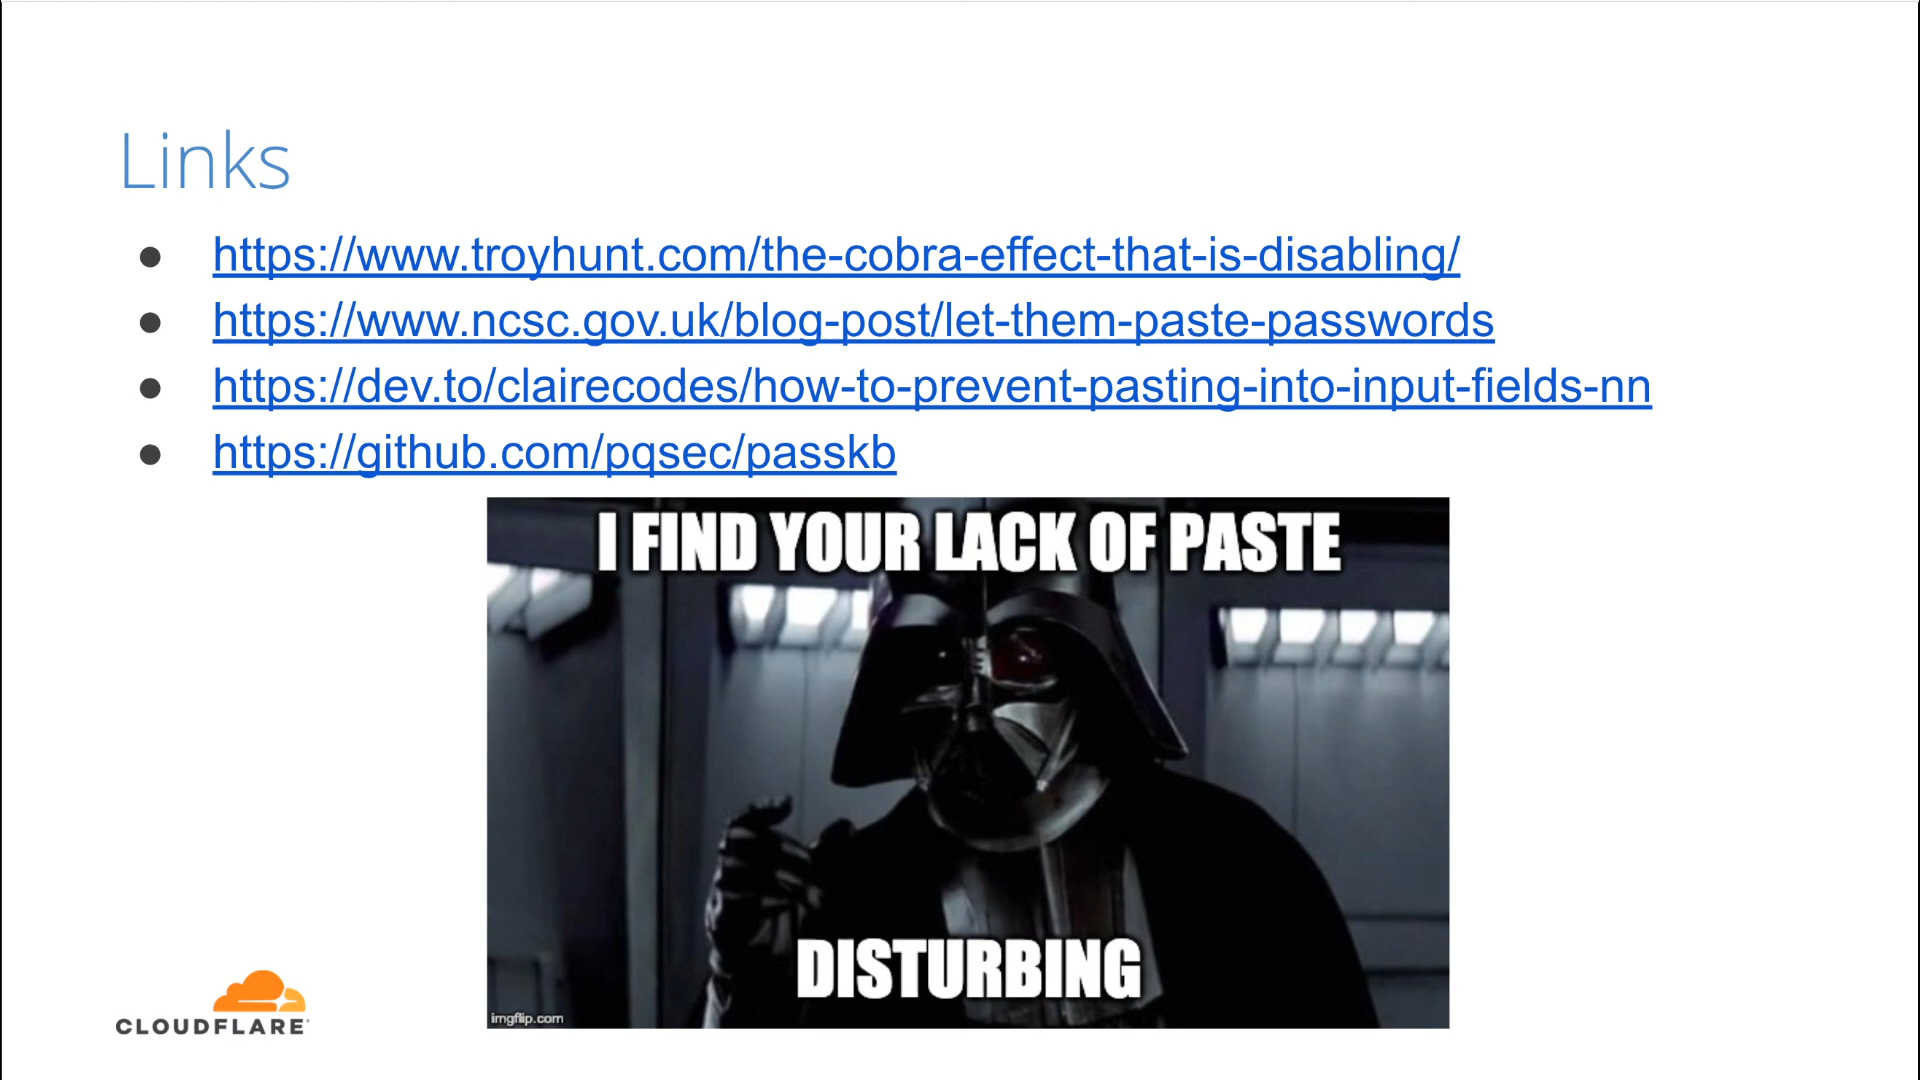 Links
https://www.troyhunt.com/the-cobra-effect-that-is-disabling/
https://www.ncsc.gov.uk/blog-post/let-them-paste-passwords
https://dev.to/clairecodes/how-to-prevent-pasting-into-input-fields-nn
https://github.com/pqsec/passkb
I FIND YOUR LACK OF PASTE
DISTURBING
imgflip.com
CLOUDFLARE